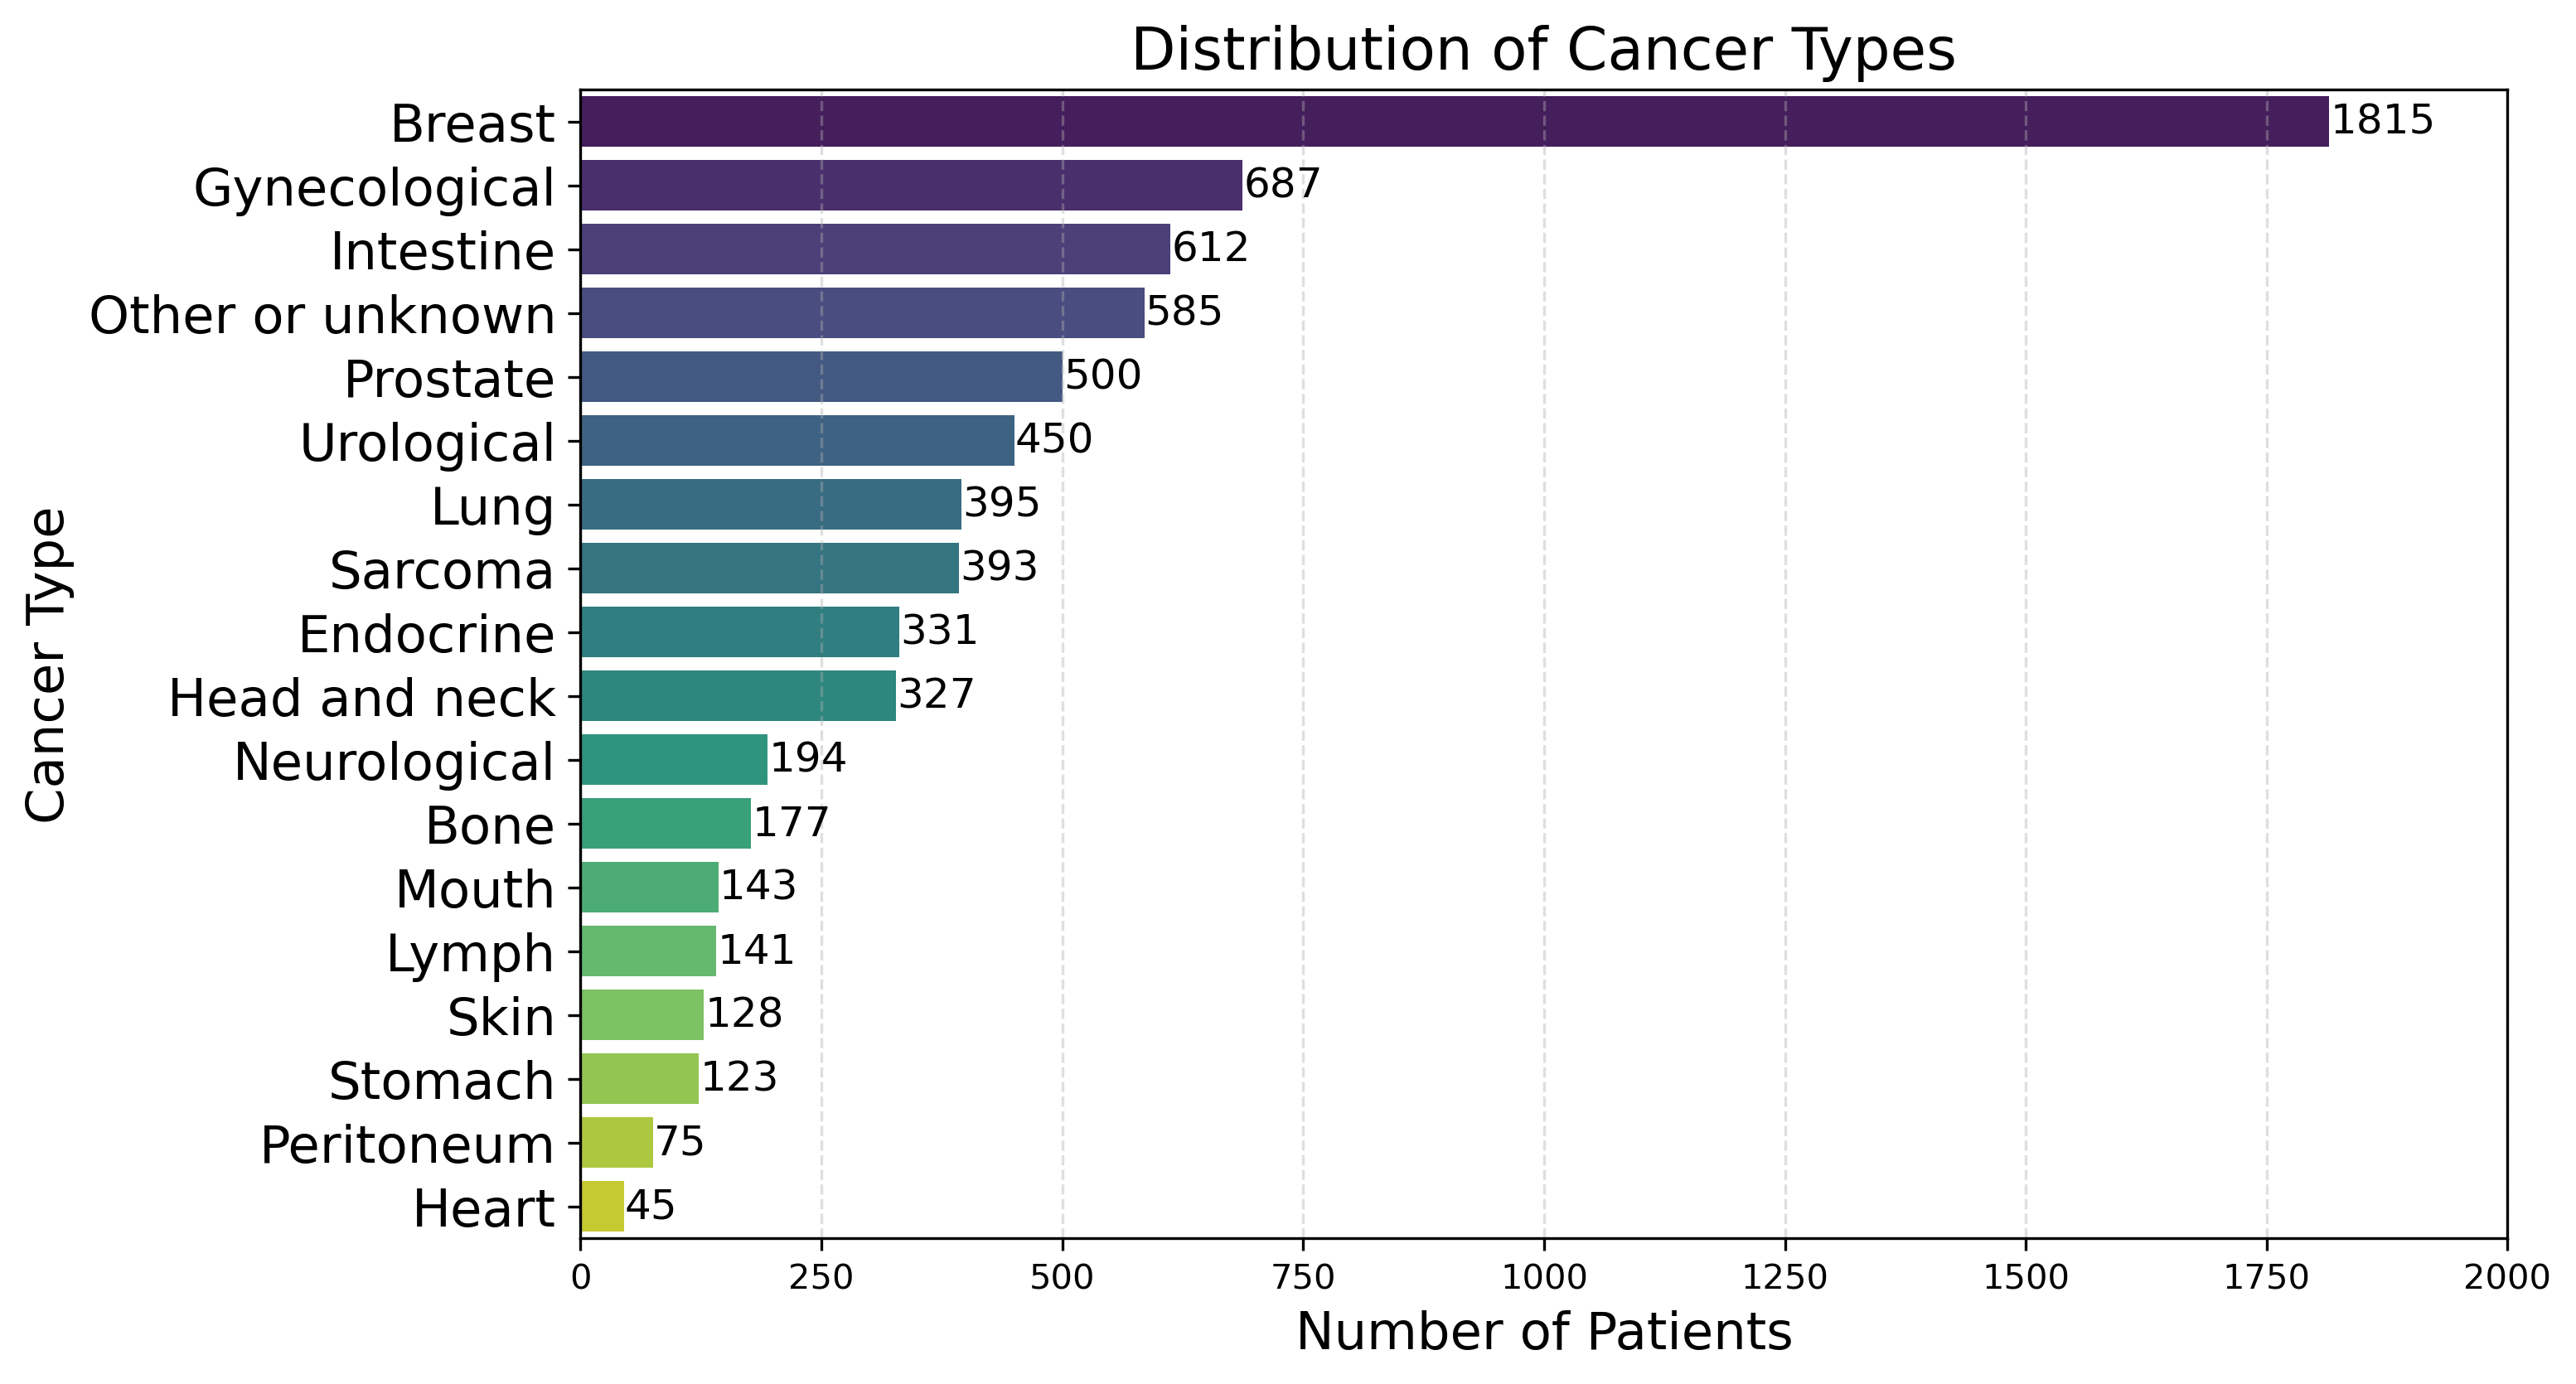 Distribution of Cancer Types
Cancer Type
Breast 1815
Gynecological 687
Intestine 612
Other or unknown 585
Prostate 500
Urological 450
Lung 395
Sarcoma 393
Endocrine 331
Head and neck 327
Neurological 194
Bone 177
Mouth 143
Lymph 141
Skin 128
Stomach 123
Peritoneum 75
Heart 45
0 250 500 750 1000 1250 1500 1750 2000
Number of Patients